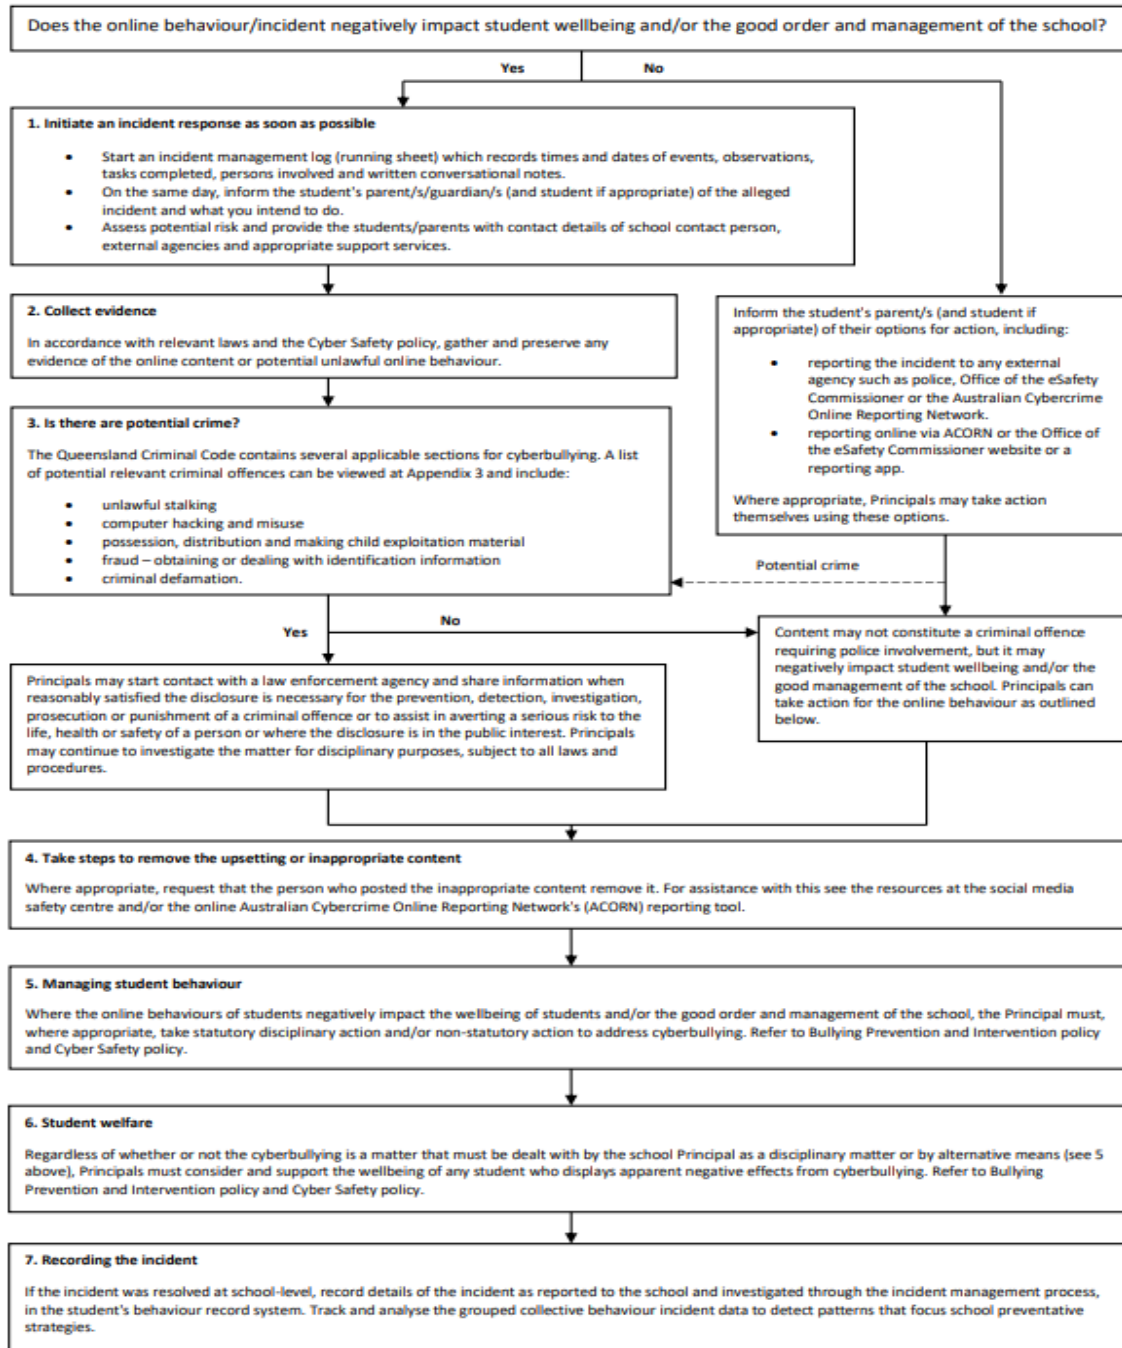 Does the online behaviour/incident negatively impact student wellbeing and/or the good order and management of the school?
Yes
No
1. Initiate an incident response as soon as possible
• Start an incident management log (running sheet) which records times and dates of events, observations,
tasks completed, persons involved and written conversational notes.
• On the same day, inform the student's parent/s/guardian/s (and student if appropriate) of the alleged
incident and what you intend to do.
• Assess potential risk and provide the students/parents with contact details of school contact person,
external agencies and appropriate support services.
2. Collect evidence
In accordance with relevant laws and the Cyber Safety policy, gather and preserve any
evidence of the online content or potential unlawful online behaviour.
Inform the student's parent/s (and student if
appropriate) of their options for action, including:
• reporting the incident to any external
agency such as police, Office of the eSafety
Commissioner or the Australian Cybercrime
Online Reporting Network.
• reporting online via ACORN or the Office of
the eSafety Commissioner website or a
reporting app.
Where appropriate, Principals may take action
themselves using these options.
3. Is there are potential crime?
The Queensland Criminal Code contains several applicable sections for cyberbullying. A list
of potential relevant criminal offences can be viewed at Appendix 3 and include:
• unlawful stalking
• computer hacking and misuse
• possession, distribution and making child exploitation material
• fraud – obtaining or dealing with identification information
• criminal defamation.
Potential crime
Yes
No
Content may not constitute a criminal offence
requiring police involvement, but it may
negatively impact student wellbeing and/or the
good management of the school. Principals can
take action for the online behaviour as outlined
below.
Principals may start contact with a law enforcement agency and share information when
reasonably satisfied the disclosure is necessary for the prevention, detection, investigation,
prosecution or punishment of a criminal offence or to assist in averting a serious risk to the
life, health or safety of a person or where the disclosure is in the public interest. Principals
may continue to investigate the matter for disciplinary purposes, subject to all laws and
procedures.
4. Take steps to remove the upsetting or inappropriate content
Where appropriate, request that the person who posted the inappropriate content remove it. For assistance with this see the resources at the social media
safety centre and/or the online Australian Cybercrime Online Reporting Network's (ACORN) reporting tool.
5. Managing student behaviour
Where the online behaviours of students negatively impact the wellbeing of students and/or the good order and management of the school, the Principal must,
where appropriate, take statutory disciplinary action and/or non-statutory action to address cyberbullying. Refer to Bullying Prevention and Intervention policy
and Cyber Safety policy.
6. Student welfare
Regardless of whether or not the cyberbullying is a matter that must be dealt with by the school Principal as a disciplinary matter or by alternative means (see 5
above), Principals must consider and support the wellbeing of any student who displays apparent negative effects from cyberbullying. Refer to Bullying
Prevention and Intervention policy and Cyber Safety policy.
7. Recording the incident
If the incident was resolved at school-level, record details of the incident as reported to the school and investigated through the incident management process,
in the student's behaviour record system. Track and analyse the grouped collective behaviour incident data to detect patterns that focus school preventative
strategies.